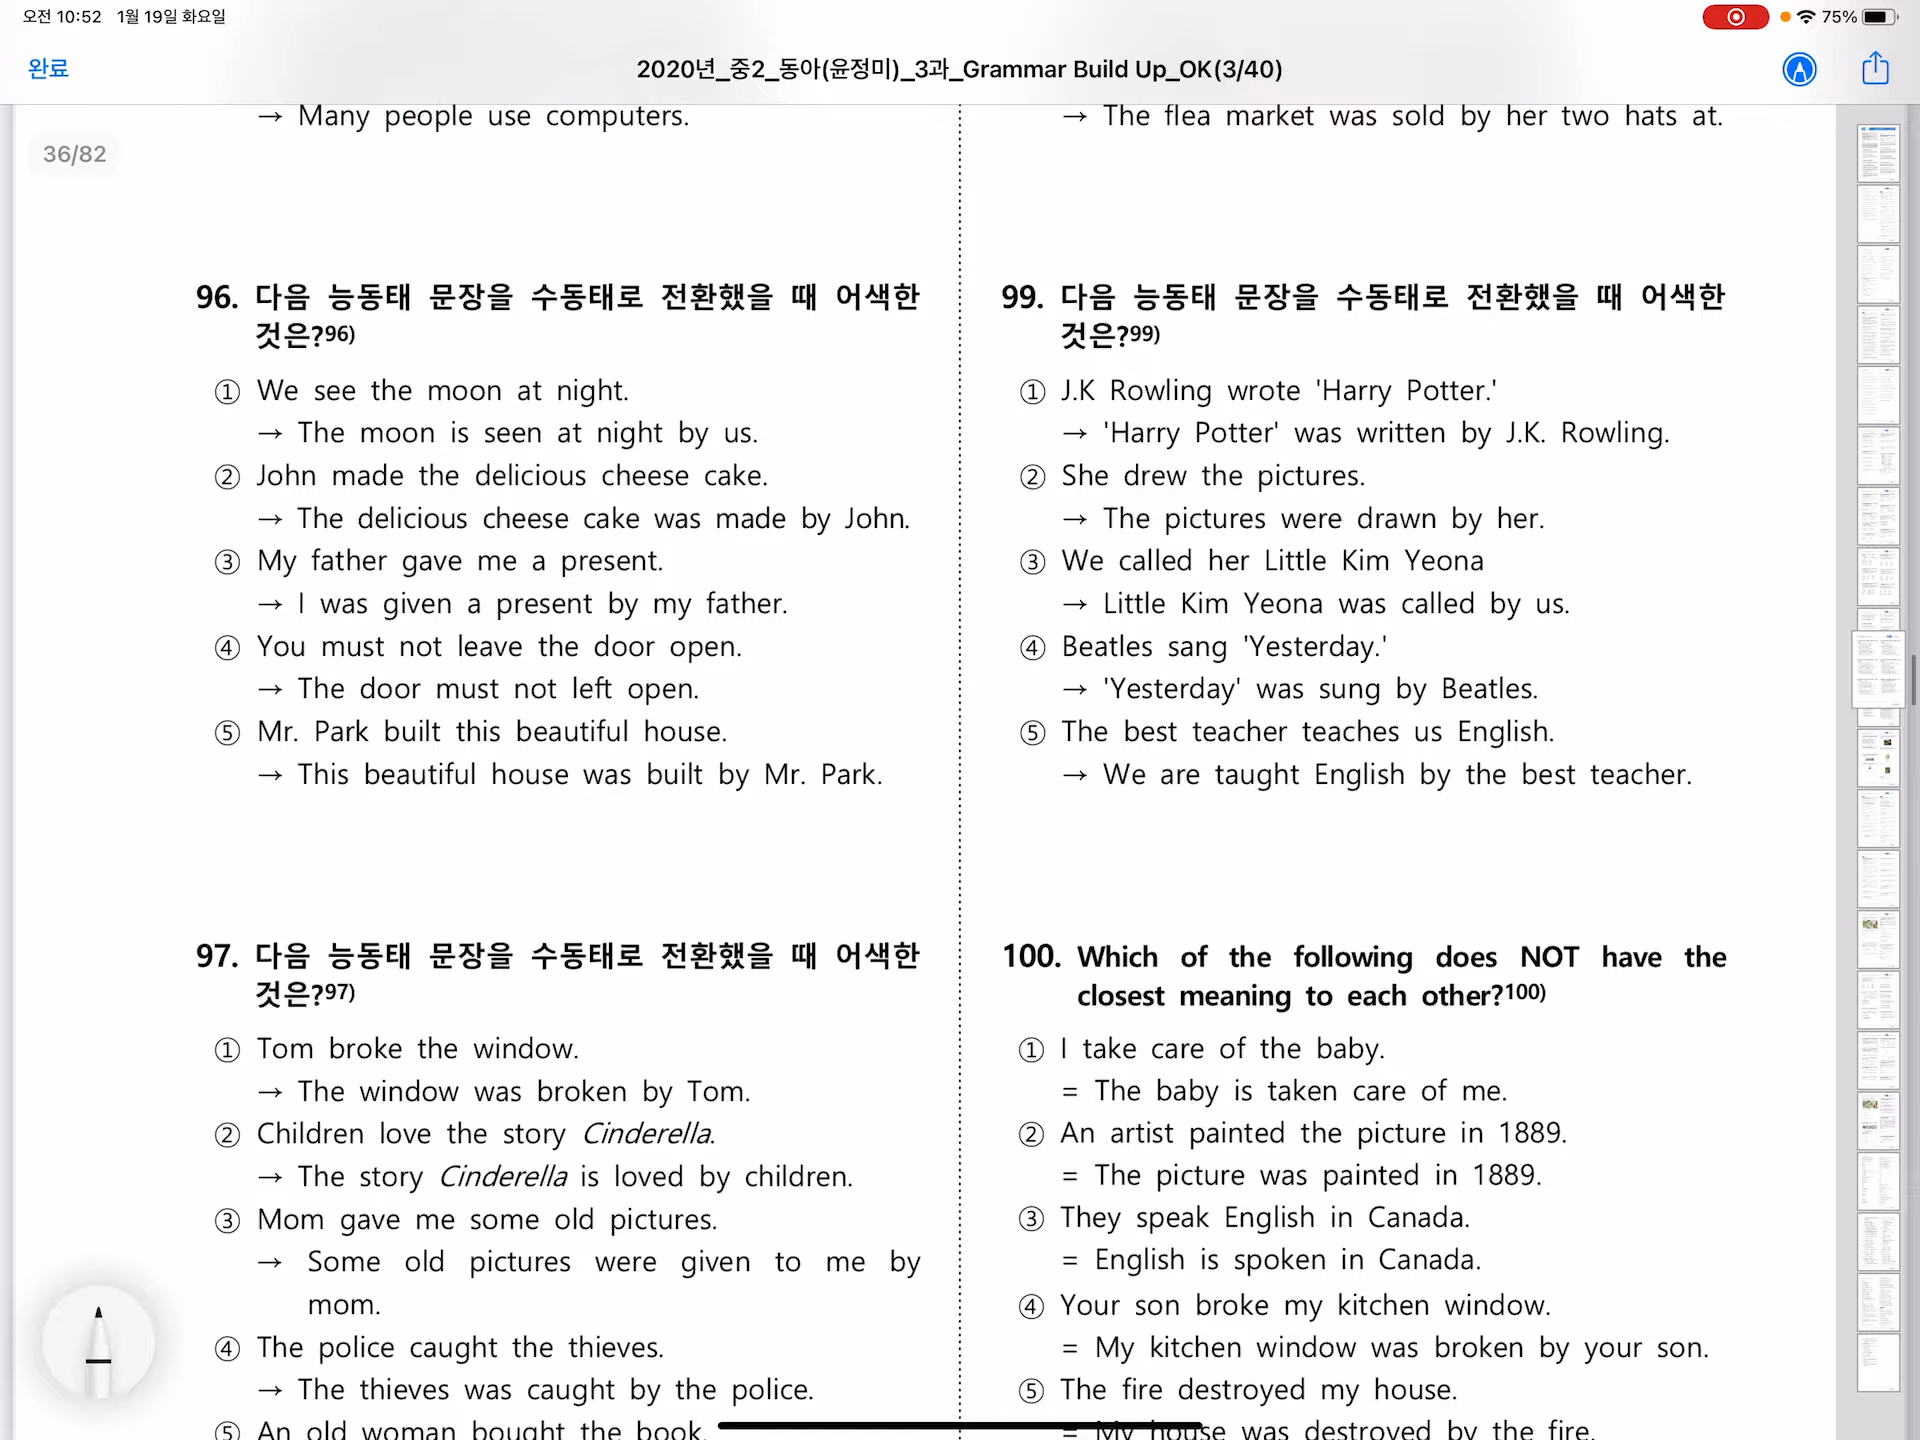 오전 10:52 1월 19일 화요일
75%
완료
2020년_중2_동아(윤정미)_3과_Grammar Build Up_OK(3/40)
36/82
→ Many people use computers.
96. 다음 능동태 문장을 수동태로 전환했을 때 어색한
것은?96)
① We see the moon at night.
→ The moon is seen at night by us.
② John made the delicious cheese cake.
→ The delicious cheese cake was made by John.
③ My father gave me a present.
→ I was given a present by my father.
④ You must not leave the door open.
→ The door must not left open.
⑤ Mr. Park built this beautiful house.
→ This beautiful house was built by Mr. Park.
97. 다음 능동태 문장을 수동태로 전환했을 때 어색한
것은?97)
① Tom broke the window.
→ The window was broken by Tom.
② Children love the story Cinderella.
→ The story Cinderella is loved by children.
③ Mom gave me some old pictures.
→ Some old pictures were given to me by
mom.
④ The police caught the thieves.
→ The thieves was caught by the police.
⑤ An old woman bought the book.
→ The flea market was sold by her two hats at.
99. 다음 능동태 문장을 수동태로 전환했을 때 어색한
것은?99)
① J.K Rowling wrote 'Harry Potter.'
→ 'Harry Potter' was written by J.K. Rowling.
② She drew the pictures.
→ The pictures were drawn by her.
③ We called her Little Kim Yeona
→ Little Kim Yeona was called by us.
④ Beatles sang 'Yesterday.'
→ 'Yesterday' was sung by Beatles.
⑤ The best teacher teaches us English.
→ We are taught English by the best teacher.
100. Which of the following does NOT have the
closest meaning to each other?100)
① I take care of the baby.
= The baby is taken care of me.
② An artist painted the picture in 1889.
= The picture was painted in 1889.
③ They speak English in Canada.
= English is spoken in Canada.
④ Your son broke my kitchen window.
= My kitchen window was broken by your son.
⑤ The fire destroyed my house.
= My house was destroyed by the fire.